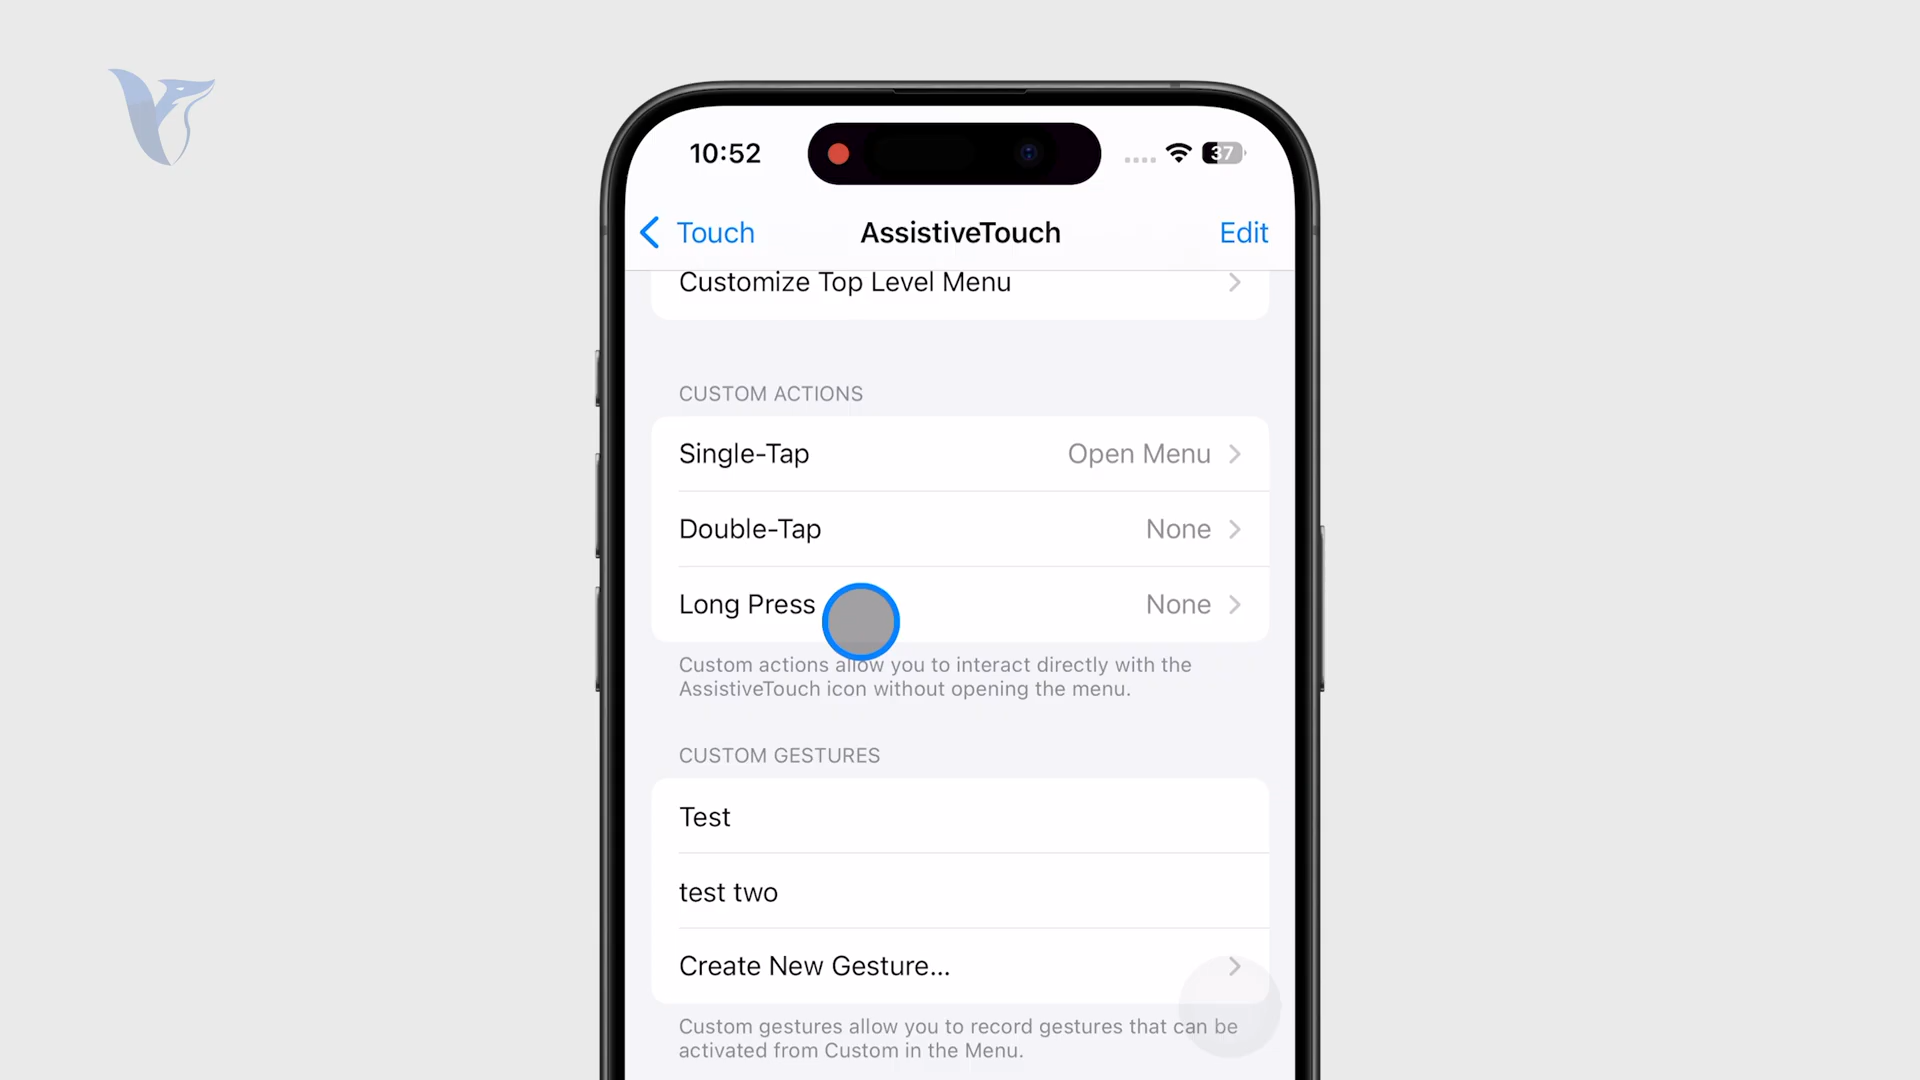 10:52
37
Touch
AssistiveTouch
Edit
Customize Top Level Menu
CUSTOM ACTIONS
Single-Tap
Open Menu
Double-Tap
None
Long Press
None
Custom actions allow you to interact directly with the
AssistiveTouch icon without opening the menu.
CUSTOM GESTURES
Test
test two
Create New Gesture...
Custom gestures allow you to record gestures that can be
activated from Custom in the Menu.